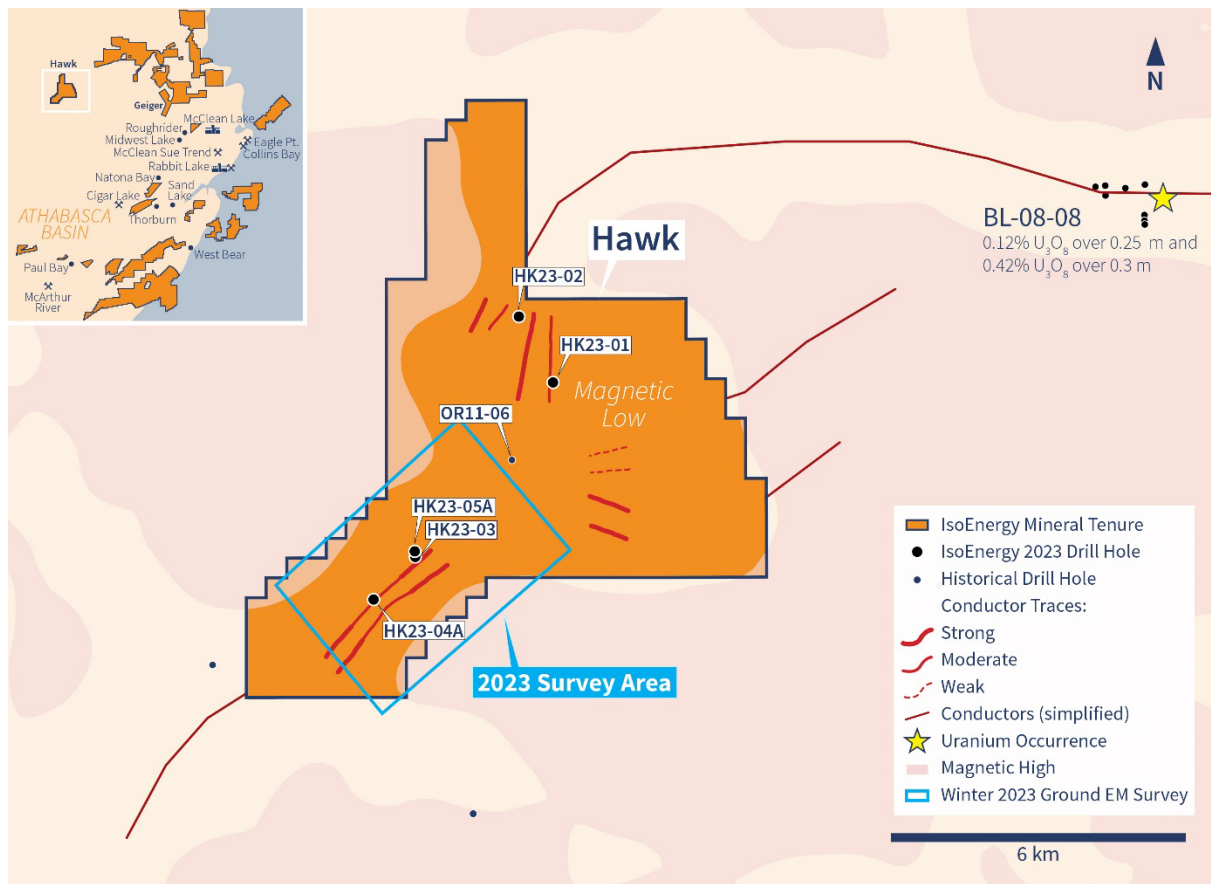 Hawk
Geiger
McClean Lake
Roughrider
Midwest Lake
Eagle Pt.
Collins Bay
McClean Sue Trend
Rabbit Lake
Natona Bay
Sand
Lake
Cigar Lake
Thorburn
ATHABASCA
BASIN
West Bear
Paul Bay
McArthur
River
N
BL-08-08
0.12% U₃O₈ over 0.25 m and
0.42% U₃O₈ over 0.3 m
Hawk
HK23-02
HK23-01
Magnetic
Low
OR11-06
HK23-05A
HK23-03
HK23-04A
2023 Survey Area
IsoEnergy Mineral Tenure
IsoEnergy 2023 Drill Hole
Historical Drill Hole
Conductor Traces:
Strong
Moderate
Weak
Conductors (simplified)
Uranium Occurrence
Magnetic High
Winter 2023 Ground EM Survey
6 km